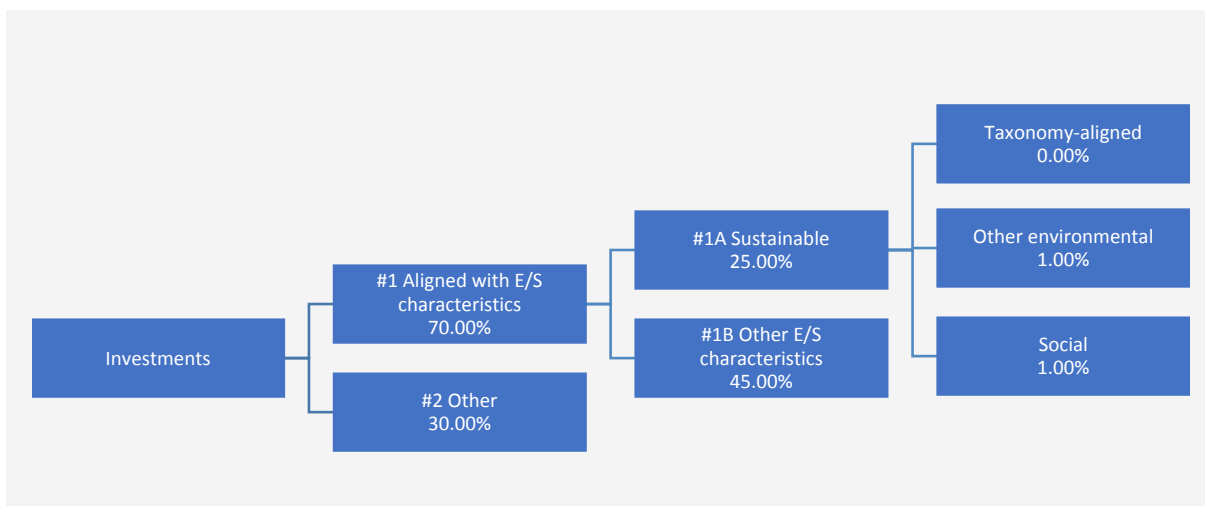 Investments
#1 Aligned with E/S
characteristics
70.00%
#2 Other
30.00%
#1A Sustainable
25.00%
#1B Other E/S
characteristics
45.00%
Taxonomy-aligned
0.00%
Other environmental
1.00%
Social
1.00%